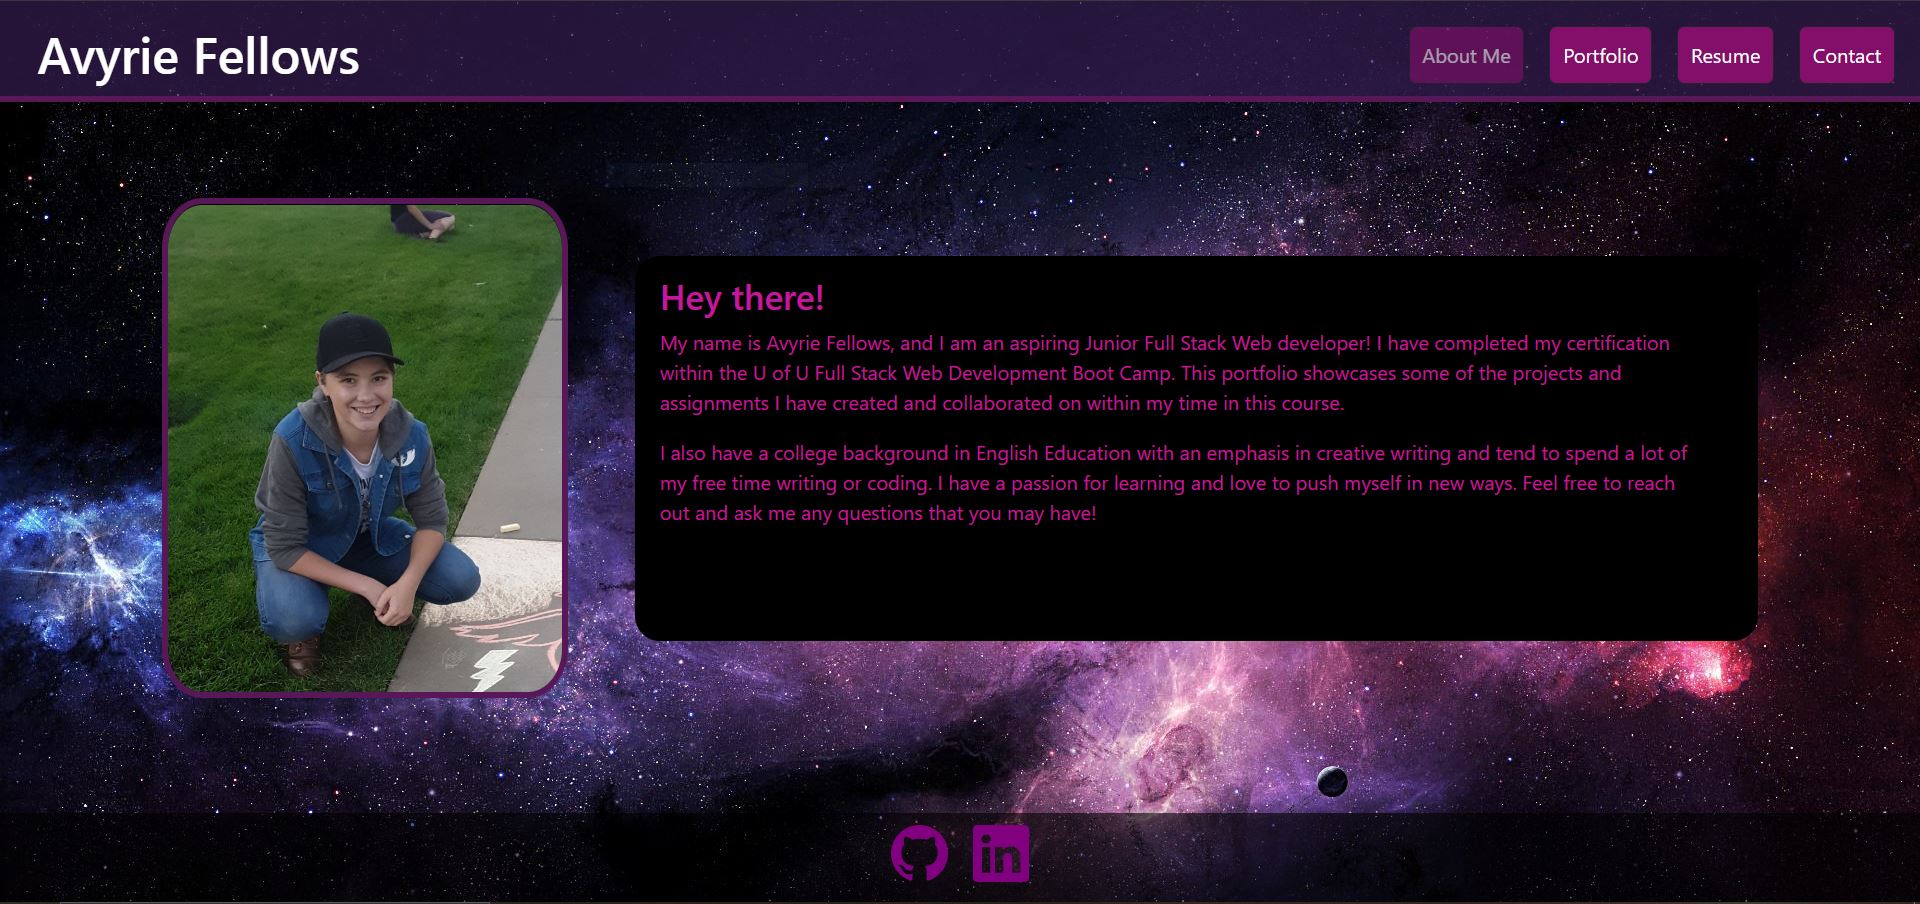 Avyrie Fellows
About Me
Portfolio
Resume
Contact
Hey there!
My name is Avyrie Fellows, and I am an aspiring Junior Full Stack Web developer! I have completed my certification
within the U of U Full Stack Web Development Boot Camp. This portfolio showcases some of the projects and
assignments I have created and collaborated on within my time in this course.
I also have a college background in English Education with an emphasis in creative writing and tend to spend a lot of
my free time writing or coding. I have a passion for learning and love to push myself in new ways. Feel free to reach
out and ask me any questions that you may have!
in